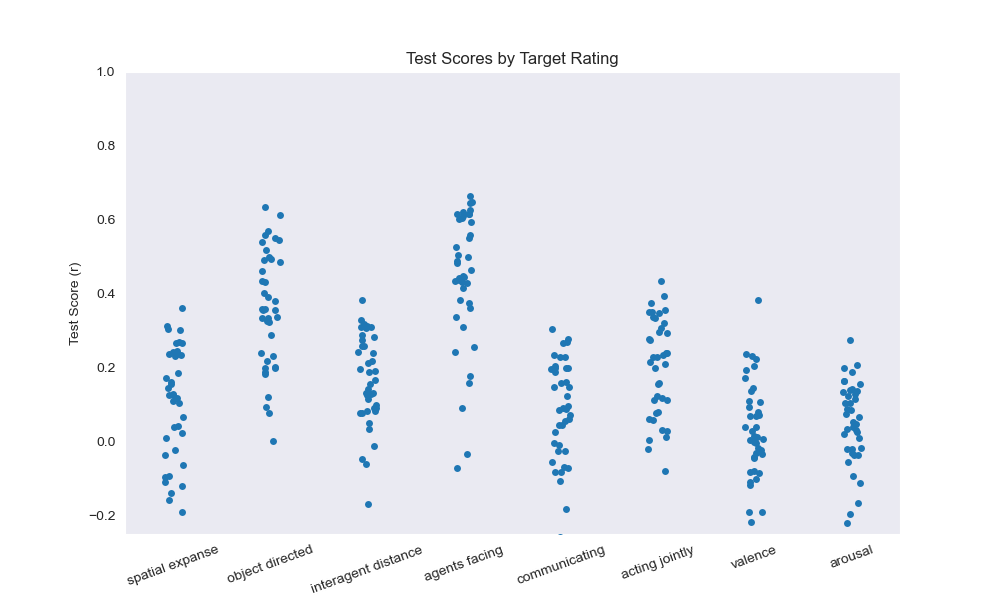 Test Scores by Target Rating
1.0
0.8
0.6
0.4
0.2
0.0
−0.2
Test Score (r)
spatial expanse
object directed
interagent distance
agents facing
communicating
acting jointly
valence
arousal